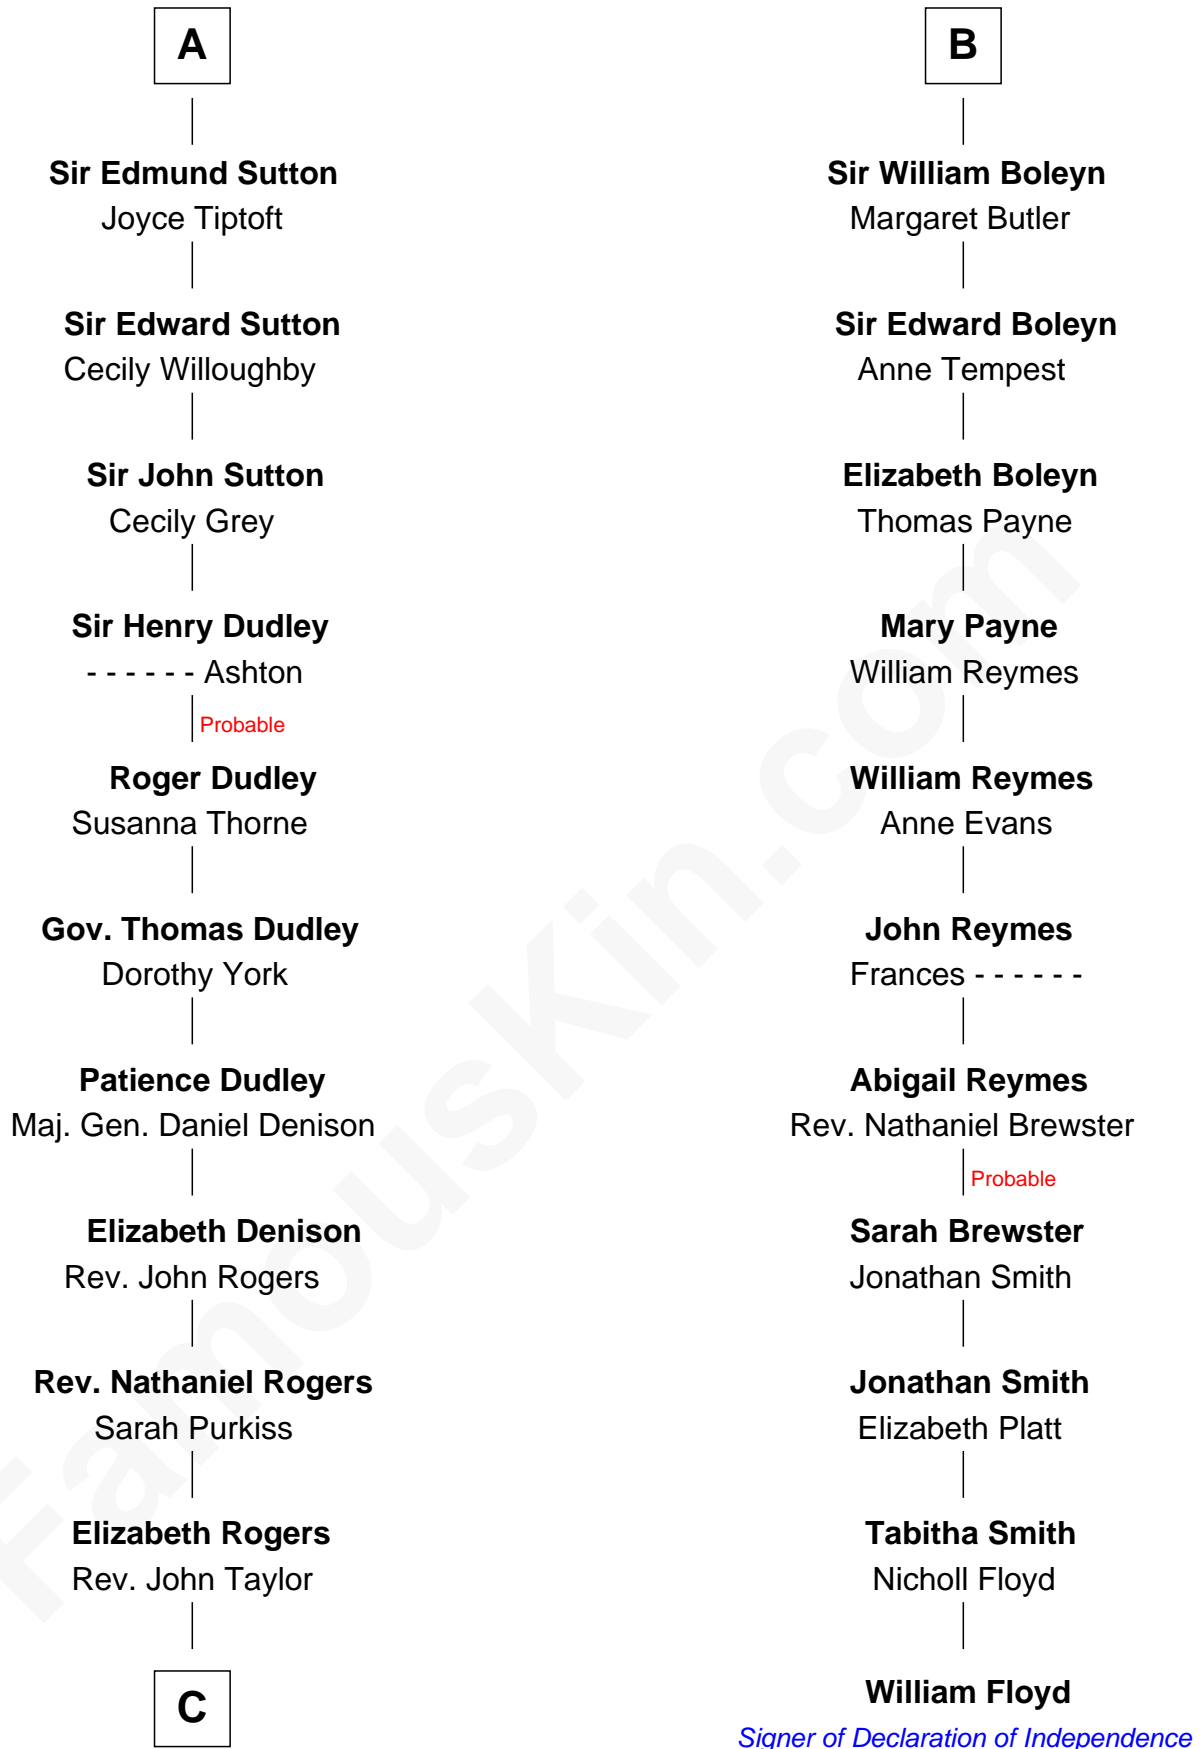 A
Sir Edmund Sutton
Joyce Tiptoft
Sir Edward Sutton
Cecily Willoughby
Sir John Sutton
Cecily Grey
Sir Henry Dudley
- - - - - - Ashton
Probable
Roger Dudley
Susanna Thorne
Gov. Thomas Dudley
Dorothy York
Patience Dudley
Maj. Gen. Daniel Denison
Elizabeth Denison
Rev. John Rogers
Rev. Nathaniel Rogers
Sarah Purkiss
Elizabeth Rogers
Rev. John Taylor
C
B
Sir William Boleyn
Margaret Butler
Sir Edward Boleyn
Anne Tempest
Elizabeth Boleyn
Thomas Payne
Mary Payne
William Reymes
William Reymes
Anne Evans
John Reymes
Frances - - - - - -
Abigail Reymes
Rev. Nathaniel Brewster
Probable
Sarah Brewster
Jonathan Smith
Jonathan Smith
Elizabeth Platt
Tabitha Smith
Nicholl Floyd
William Floyd
Signer of Declaration of Independence
FamousKin.com